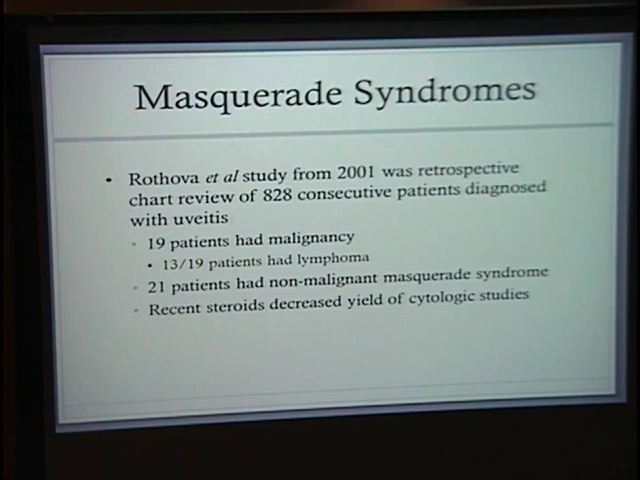 Masquerade Syndromes
• Rothova et al study from 2001 was retrospective
chart review of 828 consecutive patients diagnosed
with uveitis
• 19 patients had malignancy
• 13/19 patients had lymphoma
• 21 patients had non-malignant masquerade syndrome
• Recent steroids decreased yield of cytologic studies